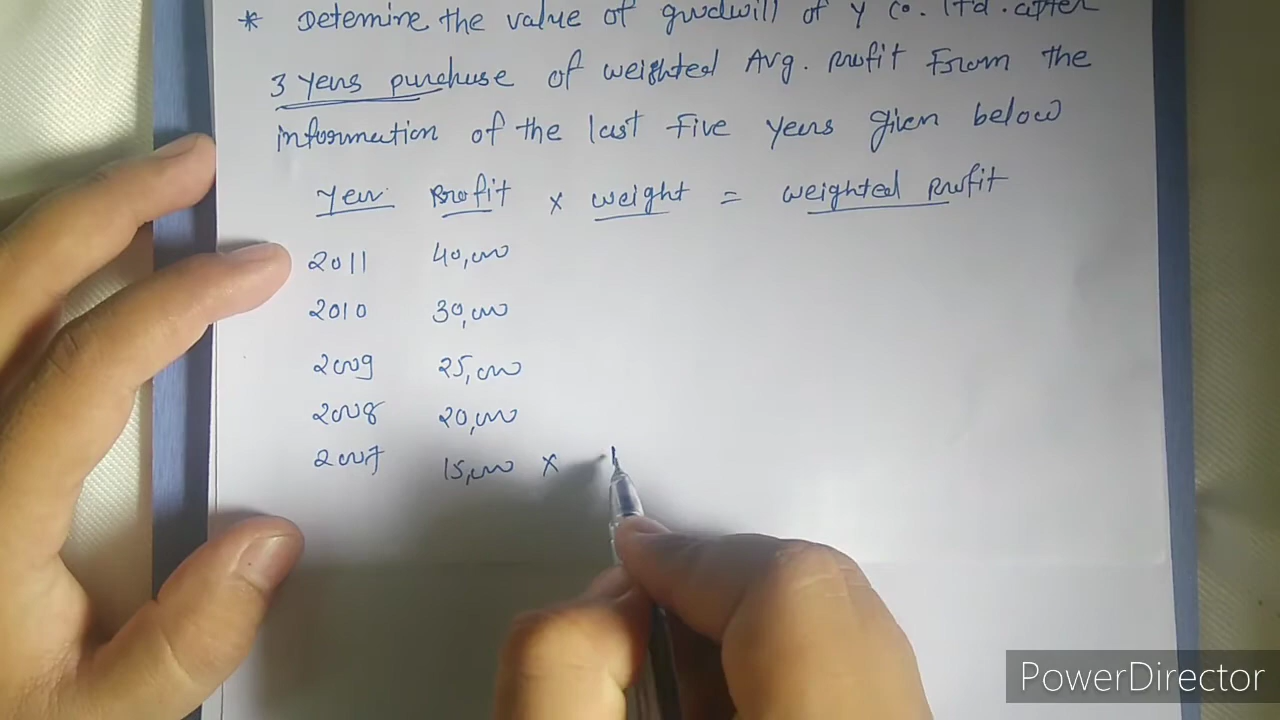 * Detemine the value of goodwill of Y Co. ltd. after
3 years purchase of weighted Avg. profit From the
information of the last Five years given below
Year Profit × weight = weighted profit
2011 40,000
2010 30,000
2009 25,000
2008 20,000
2007 15,000 ×
PowerDirector